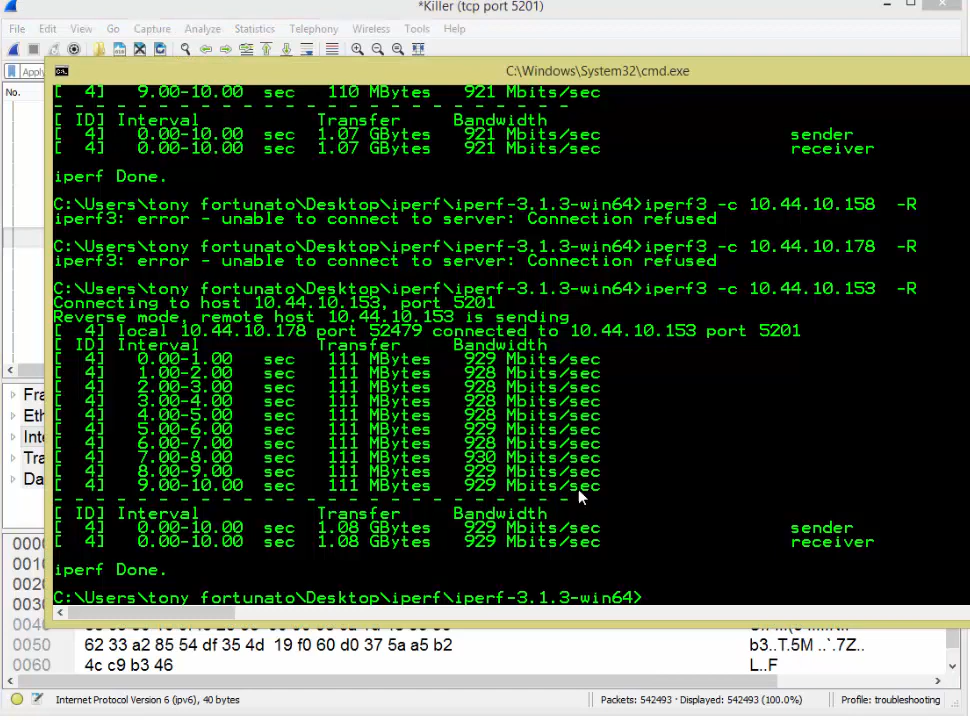 *Killer (tcp port 5201)
File Edit View Go Capture Analyze Statistics Telephony Wireless Tools Help
Apply
No.
C:\Windows\System32\cmd.exe
[ 4] 9.00-10.00 sec 110 MBytes 921 Mbits/sec
- - - - - - - - - - - - - - - - - - - - - - - - -
[ ID] Interval Transfer Bandwidth
[ 4] 0.00-10.00 sec 1.07 GBytes 921 Mbits/sec sender
[ 4] 0.00-10.00 sec 1.07 GBytes 921 Mbits/sec receiver
iperf Done.
C:\Users\tony fortunato\Desktop\iperf\iperf-3.1.3-win64>iperf3 -c 10.44.10.158 -R
iperf3: error - unable to connect to server: Connection refused
C:\Users\tony fortunato\Desktop\iperf\iperf-3.1.3-win64>iperf3 -c 10.44.10.178 -R
iperf3: error - unable to connect to server: Connection refused
C:\Users\tony fortunato\Desktop\iperf\iperf-3.1.3-win64>iperf3 -c 10.44.10.153 -R
Connecting to host 10.44.10.153, port 5201
Reverse mode, remote host 10.44.10.153 is sending
[ 4] local 10.44.10.178 port 52479 connected to 10.44.10.153 port 5201
[ ID] Interval Transfer Bandwidth
[ 4] 0.00-1.00 sec 111 MBytes 929 Mbits/sec
[ 4] 1.00-2.00 sec 111 MBytes 928 Mbits/sec
[ 4] 2.00-3.00 sec 111 MBytes 928 Mbits/sec
[ 4] 3.00-4.00 sec 111 MBytes 928 Mbits/sec
[ 4] 4.00-5.00 sec 111 MBytes 928 Mbits/sec
[ 4] 5.00-6.00 sec 111 MBytes 929 Mbits/sec
[ 4] 6.00-7.00 sec 111 MBytes 928 Mbits/sec
[ 4] 7.00-8.00 sec 111 MBytes 930 Mbits/sec
[ 4] 8.00-9.00 sec 111 MBytes 929 Mbits/sec
[ 4] 9.00-10.00 sec 111 MBytes 929 Mbits/sec
- - - - - - - - - - - - - - - - - - - - - - - - -
[ ID] Interval Transfer Bandwidth
[ 4] 0.00-10.00 sec 1.08 GBytes 929 Mbits/sec sender
[ 4] 0.00-10.00 sec 1.08 GBytes 929 Mbits/sec receiver
iperf Done.
C:\Users\tony fortunato\Desktop\iperf\iperf-3.1.3-win64>
Fra
Eth
Inte
Tra
Da
0000
0010
0020
0030
0040
0050 62 33 a2 85 54 df 35 4d 19 f0 60 d0 37 5a a5 b2 b3..T.5M ..`.7Z..
0060 4c c9 b3 46 L..F
Internet Protocol Version 6 (ipv6), 40 bytes Packets: 542493 · Displayed: 542493 (100.0%) Profile: troubleshooting